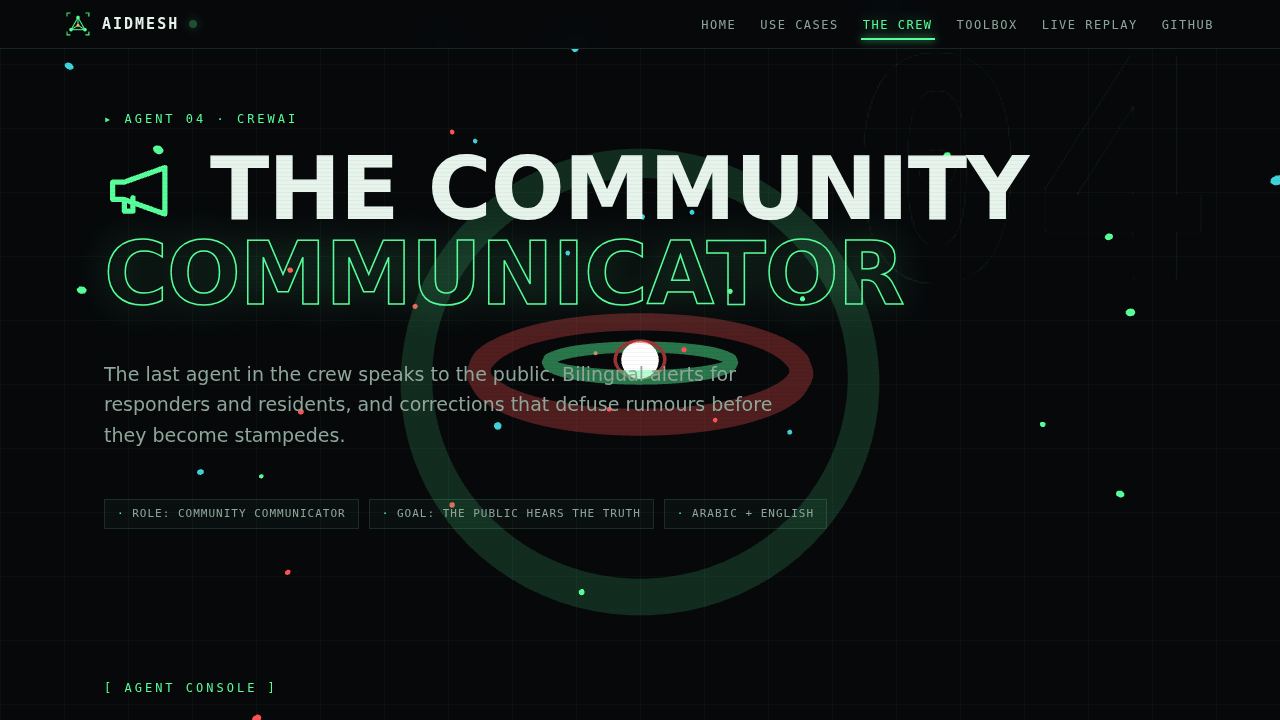 AIDMESH
HOME USE CASES THE CREW TOOLBOX LIVE REPLAY GITHUB
04
▸ AGENT 04 · CREWAI
THE COMMUNITY
COMMUNICATOR
The last agent in the crew speaks to the public. Bilingual alerts for
responders and residents, and corrections that defuse rumours before
they become stampedes.
· ROLE: COMMUNITY COMMUNICATOR · GOAL: THE PUBLIC HEARS THE TRUTH · ARABIC + ENGLISH
[ AGENT CONSOLE ]